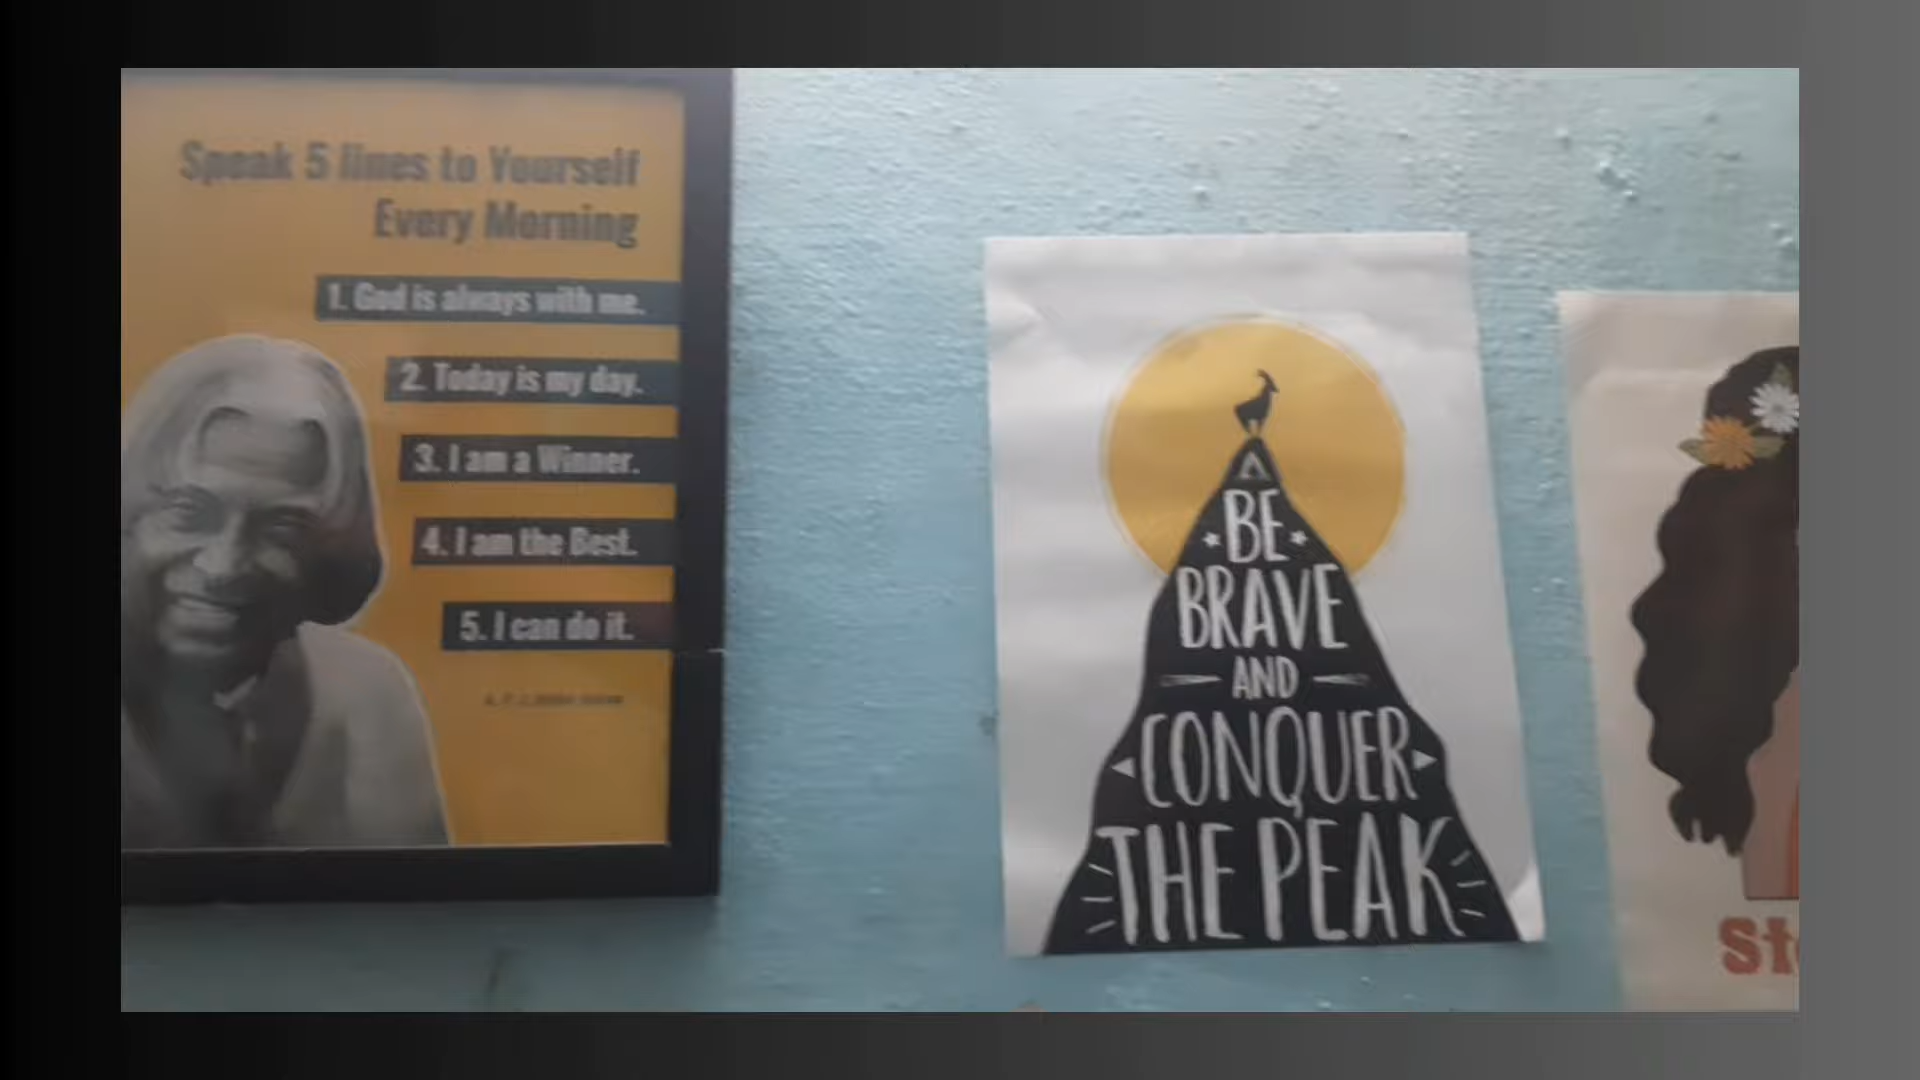 Speak 5 lines to Yourself
Every Morning
1. God is always with me.
2. Today is my day.
3. I am a Winner.
4. I am the Best.
5. I can do it.
BE
BRAVE
AND
CONQUER
THE PEAK